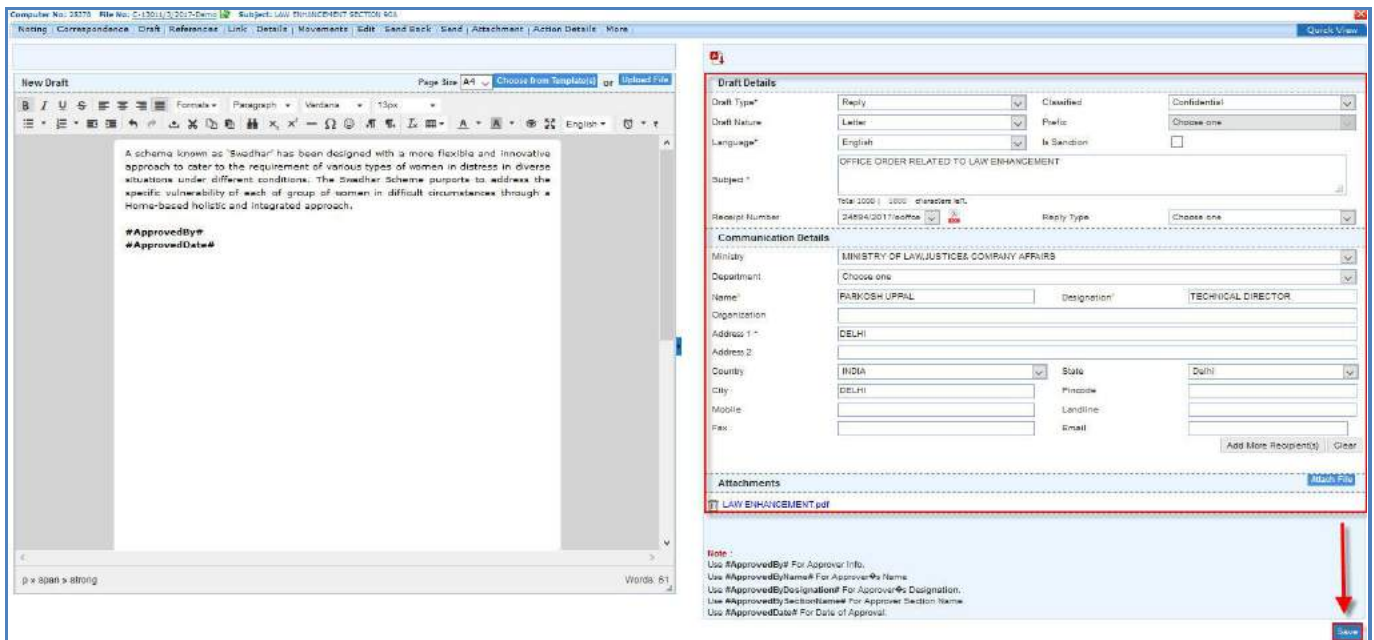 Computer No: 28370 File No: C-13011/3/2017-Demo Subject: LAW ENHANCEMENT SECTION 90A
Noting Correspondence Draft References Link Details Movements Edit Send Back Send Attachment Action Details More Quick View
New Draft Page Size A4 Choose from Template(s) or Upload File
B I U S Formats Paragraph Verdana 13px
English
A scheme known as 'Swadhar' has been designed with a more flexible and innovative
approach to cater to the requirement of various types of women in distress in diverse
situations under different conditions. The Swadhar Scheme purports to address the
specific vulnerability of each of group of women in difficult circumstances through a
Home-based holistic and integrated approach.
#ApprovedBy#
#ApprovedDate#
p » span » strong Words: 61
Draft Details
Draft Type* Reply Classified Confidential
Draft Nature Letter Prefix Choose one
Language* English Is Sanction
Subject * OFFICE ORDER RELATED TO LAW ENHANCEMENT
Total 1000 | 1000 characters left.
Receipt Number 24894/2017/eoffice Reply Type Choose one
Communication Details
Ministry MINISTRY OF LAW,JUSTICE& COMPANY AFFAIRS
Department Choose one
Name* PARKOSH UPPAL Designation* TECHNICAL DIRECTOR
Organization
Address 1 * DELHI
Address 2
Country INDIA State Delhi
City DELHI Pincode
Mobile Landline
Fax Email
Add More Recipient(s) Clear
Attachments Attach File
LAW ENHANCEMENT.pdf
Note :
Use #ApprovedBy# For Approver Info.
Use #ApprovedByName# For Approver�s Name
Use #ApprovedByDesignation# For Approver�s Designation.
Use #ApprovedBySectionName# For Approver Section Name
Use #ApprovedDate# For Date of Approval.
Save